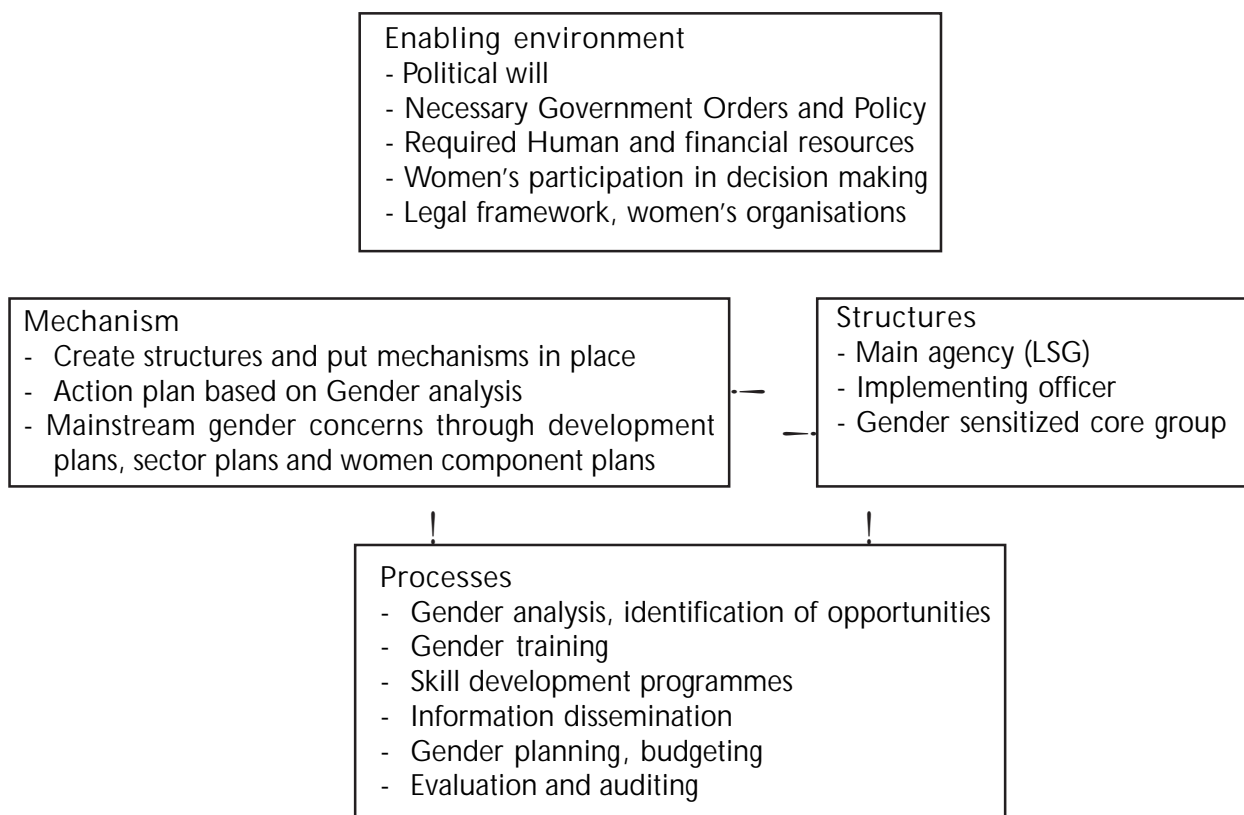 Enabling environment
- Political will
- Necessary Government Orders and Policy
- Required Human and financial resources
- Women's participation in decision making
- Legal framework, women's organisations
Mechanism
- Create structures and put mechanisms in place
- Action plan based on Gender analysis
- Mainstream gender concerns through development
plans, sector plans and women component plans
Structures
- Main agency (LSG)
- Implementing officer
- Gender sensitized core group
! !
Processes
- Gender analysis, identification of opportunities
- Gender training
- Skill development programmes
- Information dissemination
- Gender planning, budgeting
- Evaluation and auditing